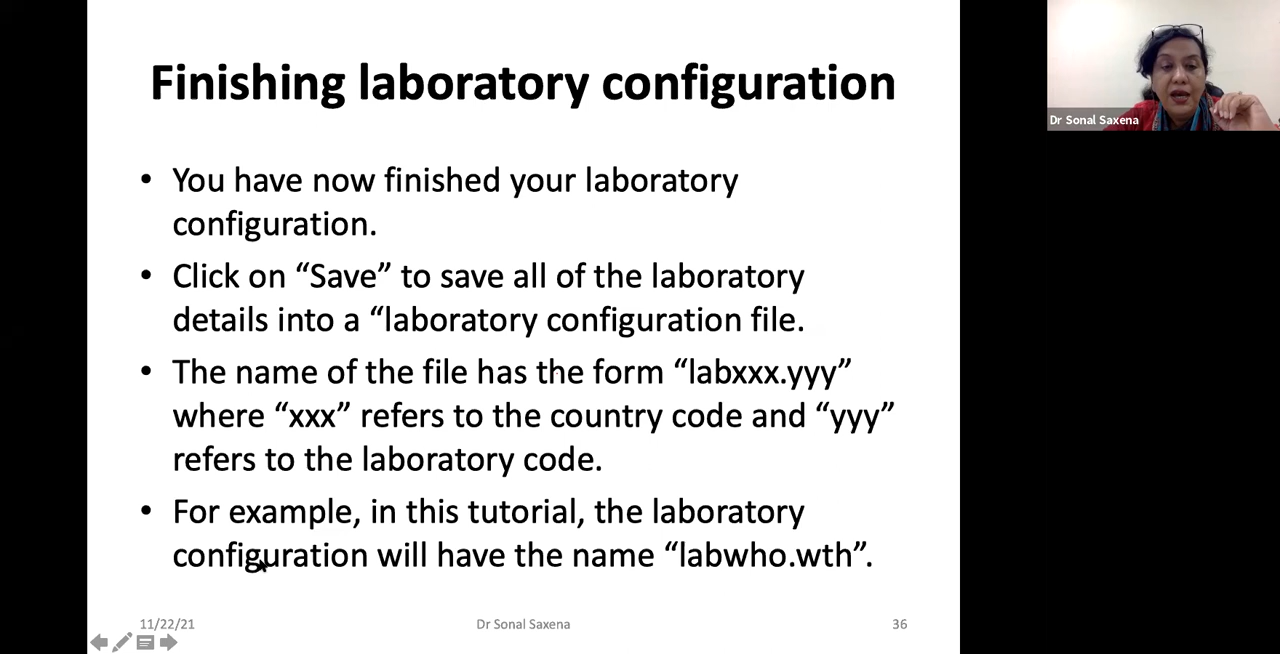 Finishing laboratory configuration
• You have now finished your laboratory
configuration.
• Click on “Save” to save all of the laboratory
details into a “laboratory configuration file.
• The name of the file has the form “labxxx.yyy”
where “xxx” refers to the country code and “yyy”
refers to the laboratory code.
• For example, in this tutorial, the laboratory
configuration will have the name “labwho.wth”.
11/22/21
Dr Sonal Saxena
36
Dr Sonal Saxena